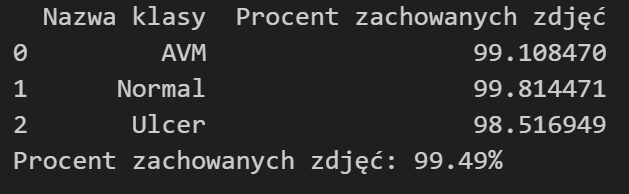 Nazwa klasy Procent zachowanych zdjęć
0 AVM 99.108470
1 Normal 99.814471
2 Ulcer 98.516949
Procent zachowanych zdjęć: 99.49%